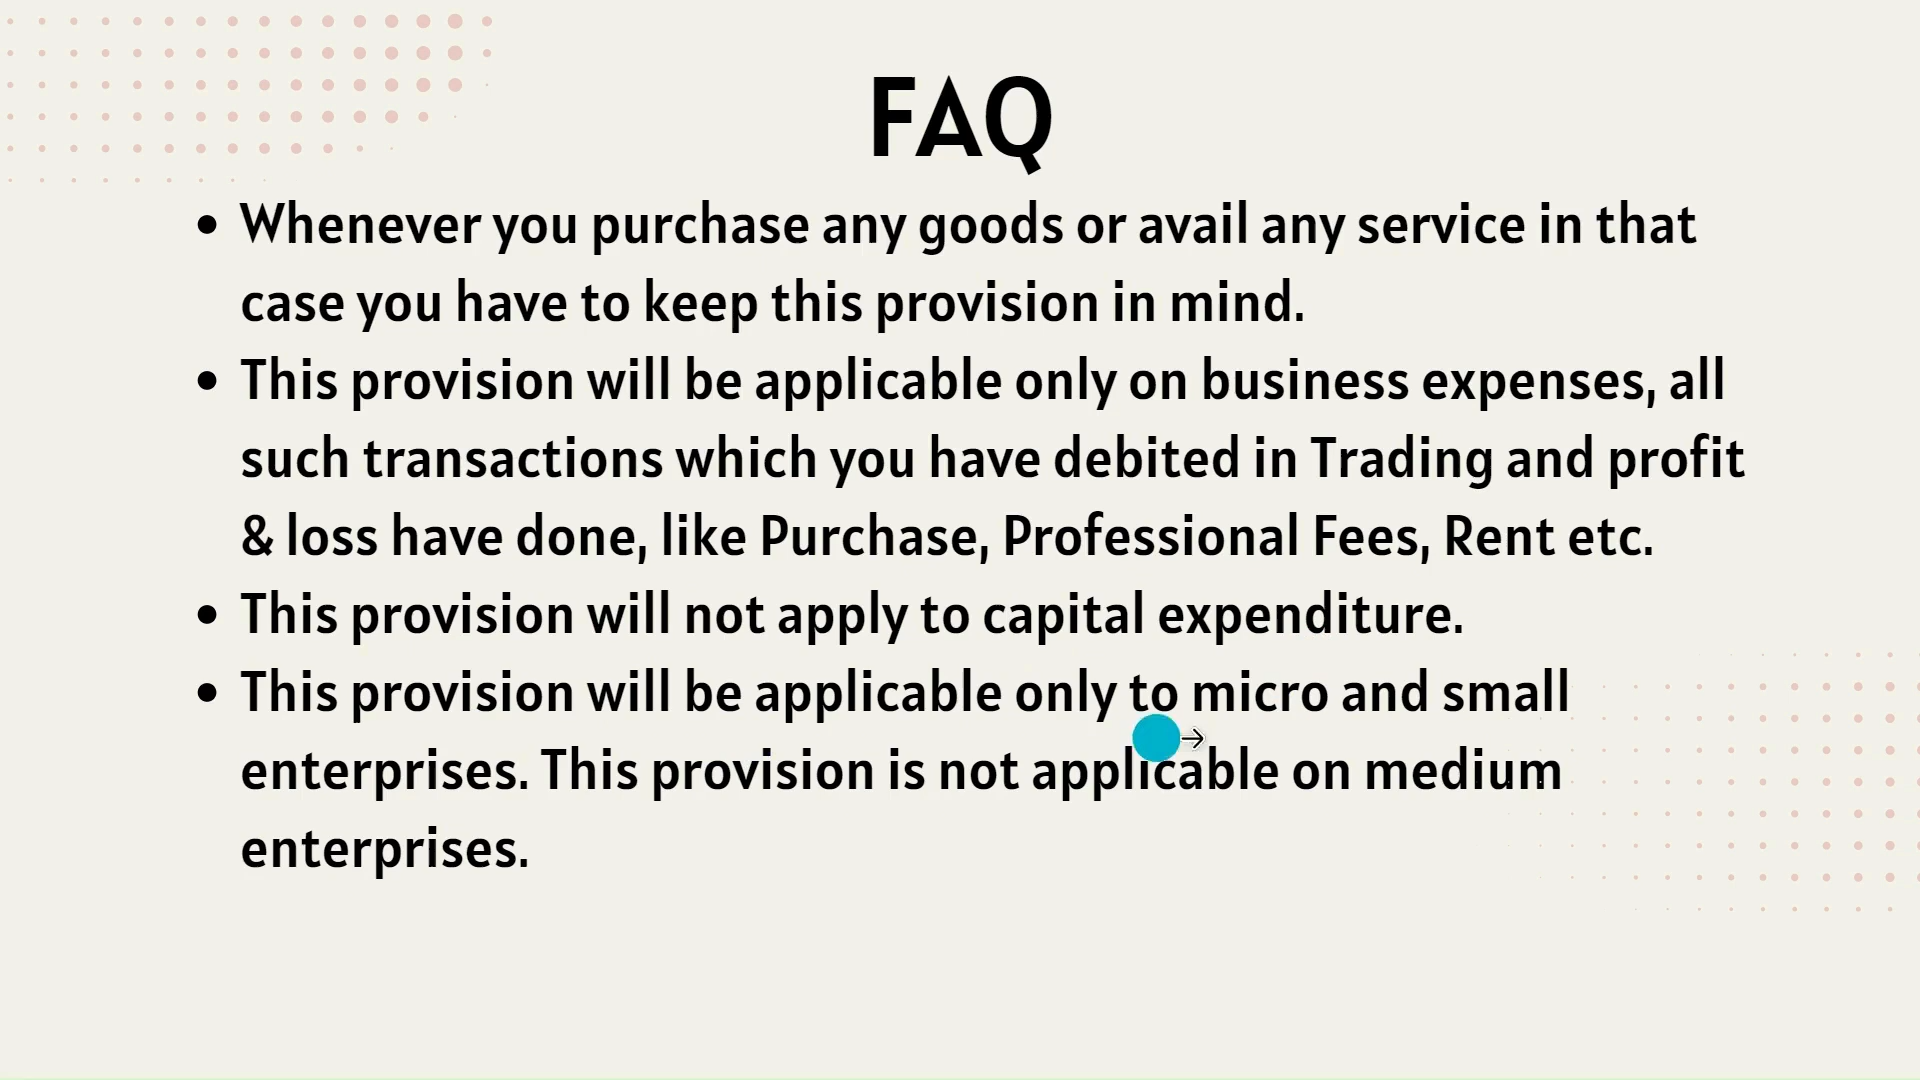 FAQ
• Whenever you purchase any goods or avail any service in that
case you have to keep this provision in mind.
• This provision will be applicable only on business expenses, all
such transactions which you have debited in Trading and profit
& loss have done, like Purchase, Professional Fees, Rent etc.
• This provision will not apply to capital expenditure.
• This provision will be applicable only to micro and small
enterprises. This provision is not applicable on medium
enterprises.